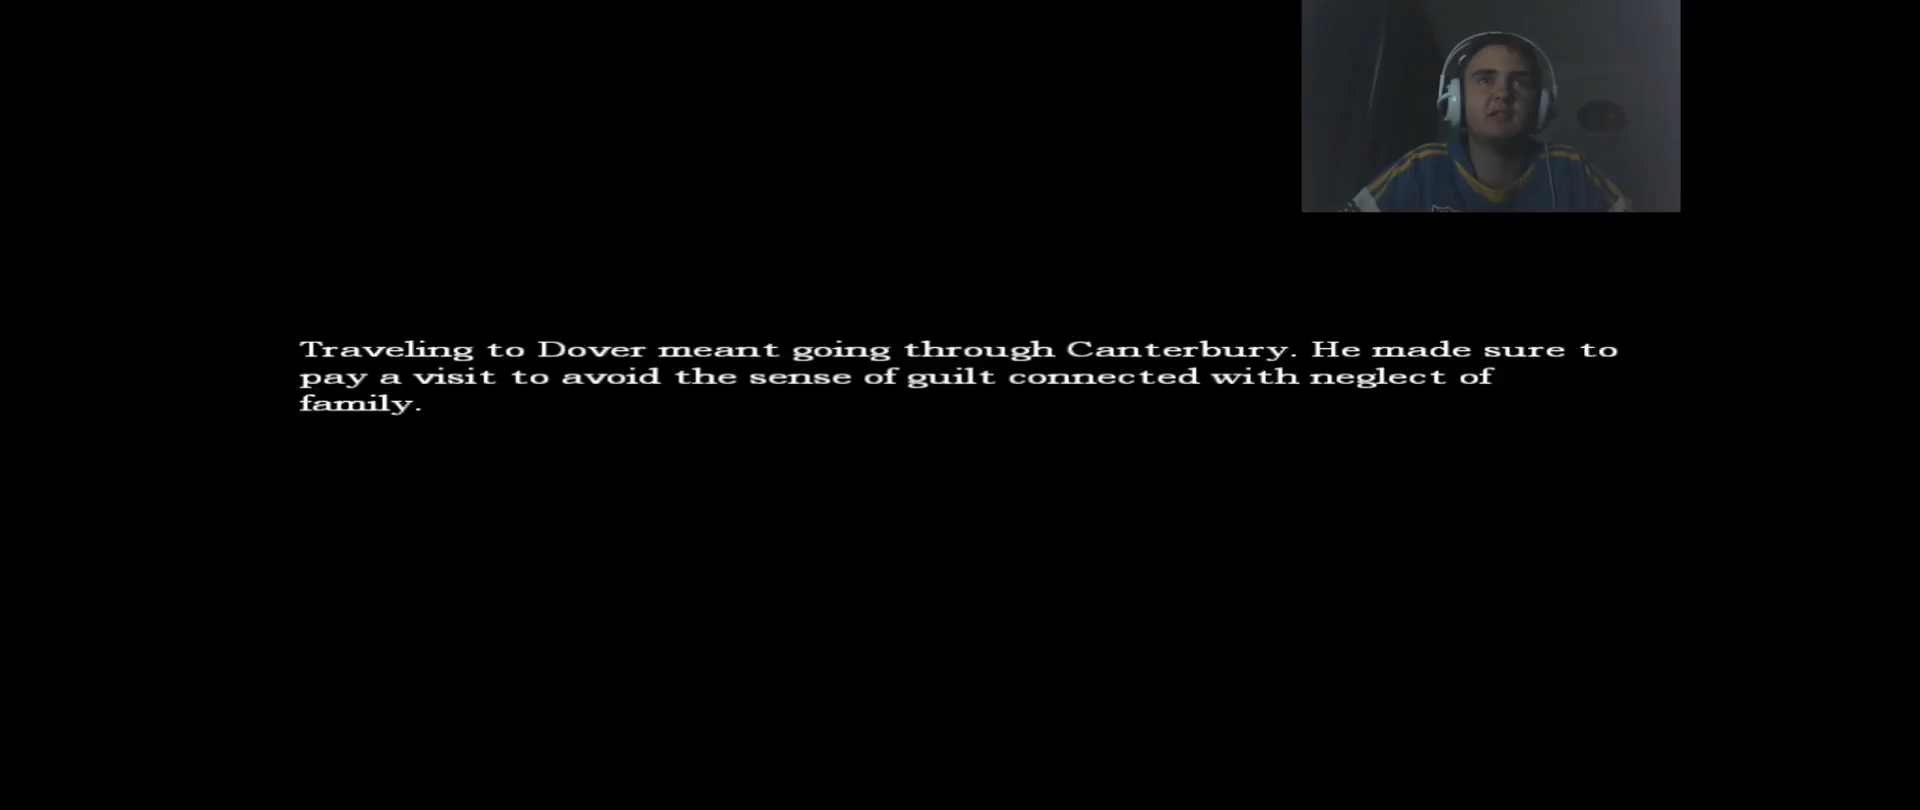 Traveling to Dover meant going through Canterbury. He made sure to
pay a visit to avoid the sense of guilt connected with neglect of
family.